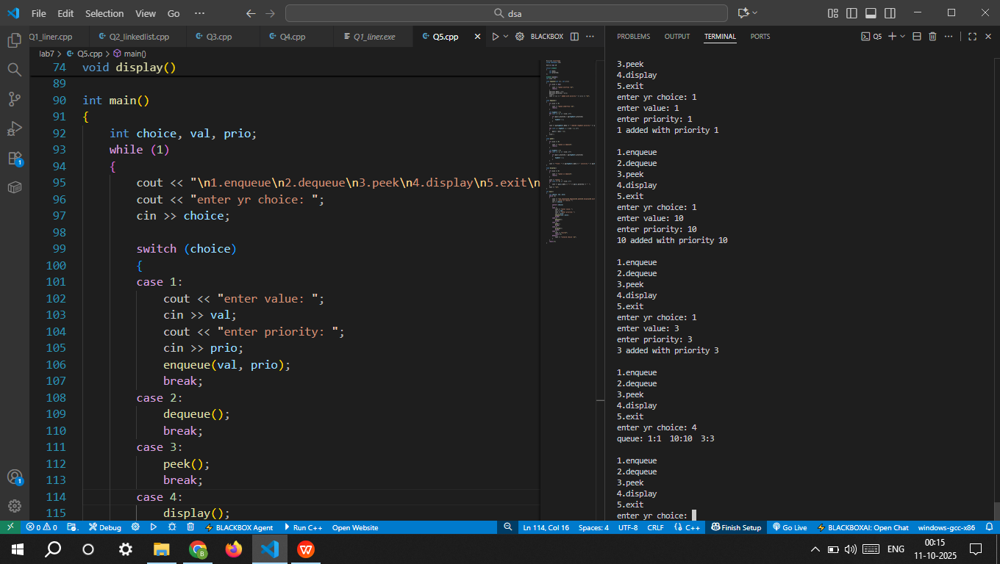 File Edit Selection View Go ··· dsa
Q1_liner.cpp Q2_linkedlist.cpp Q3.cpp Q4.cpp Q1_liner.exe Q5.cpp BLACKBOX
lab7 > Q5.cpp > main()
74 void display()
89
90 int main()
91 {
92 int choice, val, prio;
93 while (1)
94 {
95 cout << "\n1.enqueue\n2.dequeue\n3.peek\n4.display\n5.exit\n
96 cout << "enter yr choice: ";
97 cin >> choice;
98
99 switch (choice)
100 {
101 case 1:
102 cout << "enter value: ";
103 cin >> val;
104 cout << "enter priority: ";
105 cin >> prio;
106 enqueue(val, prio);
107 break;
108 case 2:
109 dequeue();
110 break;
111 case 3:
112 peek();
113 break;
114 case 4:
115 display();
PROBLEMS OUTPUT TERMINAL PORTS Q5
3.peek
4.display
5.exit
enter yr choice: 1
enter value: 1
enter priority: 1
1 added with priority 1
1.enqueue
2.dequeue
3.peek
4.display
5.exit
enter yr choice: 1
enter value: 10
enter priority: 10
10 added with priority 10
1.enqueue
2.dequeue
3.peek
4.display
5.exit
enter yr choice: 1
enter value: 3
enter priority: 3
3 added with priority 3
1.enqueue
2.dequeue
3.peek
4.display
5.exit
enter yr choice: 4
queue: 1:1 10:10 3:3
1.enqueue
2.dequeue
3.peek
4.display
5.exit
enter yr choice:
1
1
0 0 Debug BLACKBOX Agent Run C++ Open Website Ln 114, Col 16 Spaces: 4 UTF-8 CRLF C++ Finish Setup Go Live BLACKBOXAI: Open Chat windows-gcc-x86
B W ENG 00:15
11-10-2025